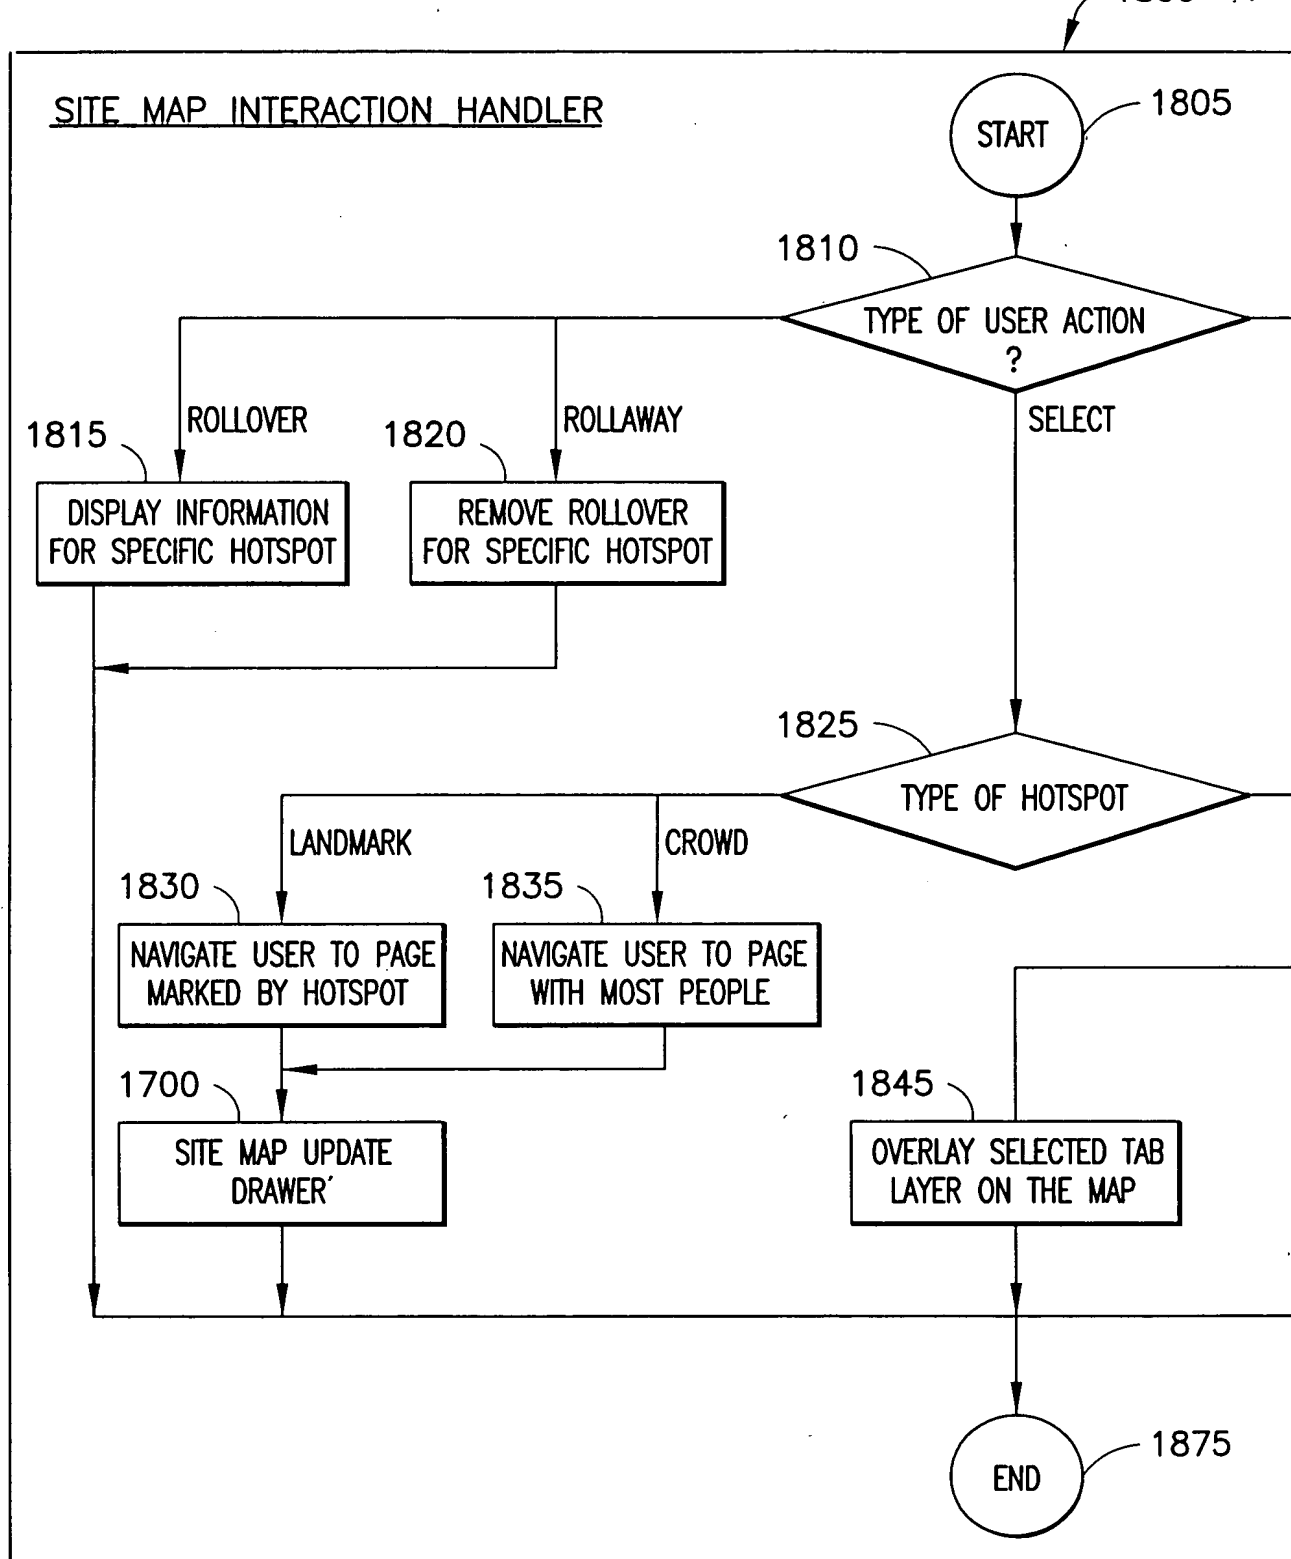 SITE MAP INTERACTION HANDLER
START
1805
1810
TYPE OF USER ACTION
?
ROLLOVER
ROLLAWAY
SELECT
1815
1820
DISPLAY INFORMATION
FOR SPECIFIC HOTSPOT
REMOVE ROLLOVER
FOR SPECIFIC HOTSPOT
1825
TYPE OF HOTSPOT
LANDMARK
CROWD
1830
1835
NAVIGATE USER TO PAGE
MARKED BY HOTSPOT
NAVIGATE USER TO PAGE
WITH MOST PEOPLE
1700
1845
SITE MAP UPDATE
DRAWER
OVERLAY SELECTED TAB
LAYER ON THE MAP
END
1875